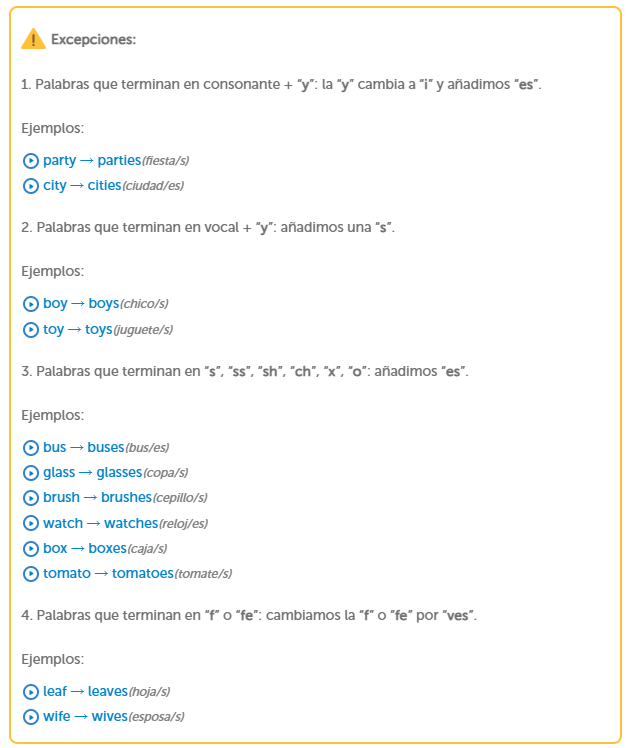 Excepciones:
1. Palabras que terminan en consonante + “y”: la “y” cambia a “i” y añadimos “es”.
Ejemplos:
party → parties(fiesta/s)
city → cities(ciudad/es)
2. Palabras que terminan en vocal + “y”: añadimos una “s”.
Ejemplos:
boy → boys(chico/s)
toy → toys(juguete/s)
3. Palabras que terminan en “s”, “ss”, “sh”, “ch”, “x”, “o”: añadimos “es”.
Ejemplos:
bus → buses(bus/es)
glass → glasses(copa/s)
brush → brushes(cepillo/s)
watch → watches(reloj/es)
box → boxes(caja/s)
tomato → tomatoes(tomate/s)
4. Palabras que terminan en “f” o “fe”: cambiamos la “f” o “fe” por “ves”.
Ejemplos:
leaf → leaves(hoja/s)
wife → wives(esposa/s)